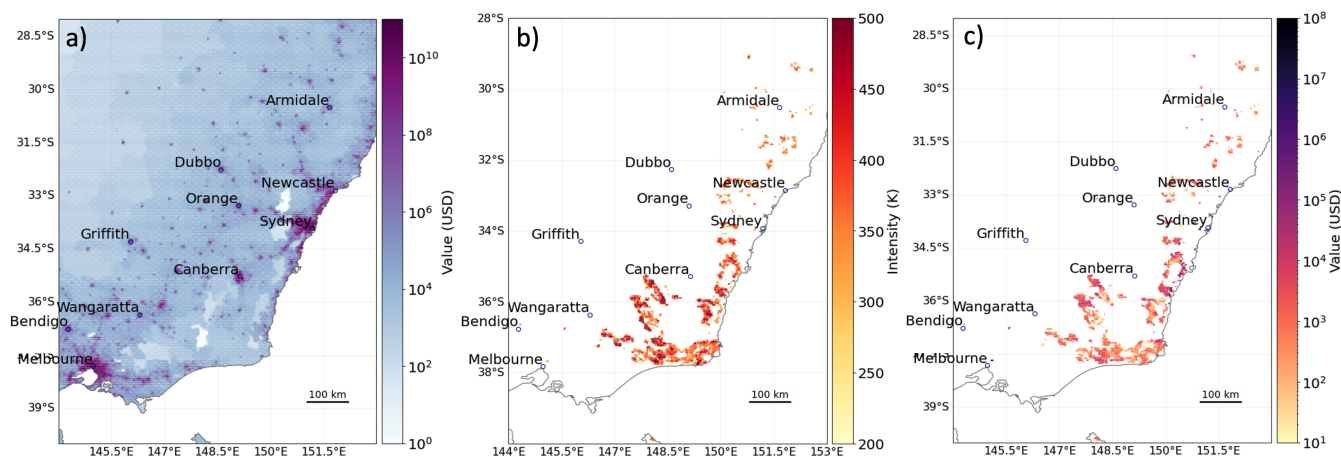 a)
28.5°S
30°S
31.5°S
33°S
34.5°S
36°S
37.5°S
39°S
Armidale
Dubbo
Newcastle
Orange
Sydney
Griffith
Canberra
Wangaratta
Bendigo
Melbourne
100 km
145.5°E 147°E 148.5°E 150°E 151.5°E
10^10
10^8
10^6
10^4
10^2
10^0
Value (USD)
b)
28°S
30°S
32°S
34°S
36°S
38°S
Armidale
Dubbo
Newcastle
Orange
Sydney
Griffith
Canberra
Wangaratta
Bendigo
Melbourne
100 km
144°E 145.5°E 147°E 148.5°E 150°E 151.5°E 153°E
500
450
400
350
300
250
200
Intensity (K)
c)
28.5°S
30°S
31.5°S
33°S
34.5°S
36°S
39°S
Armidale
Dubbo
Newcastle
Orange
Sydney
Griffith
Canberra
Wangaratta
Bendigo
Melbourne
100 km
145.5°E 147°E 148.5°E 150°E 151.5°E
10^8
10^7
10^6
10^5
10^4
10^3
10^2
10^1
Value (USD)